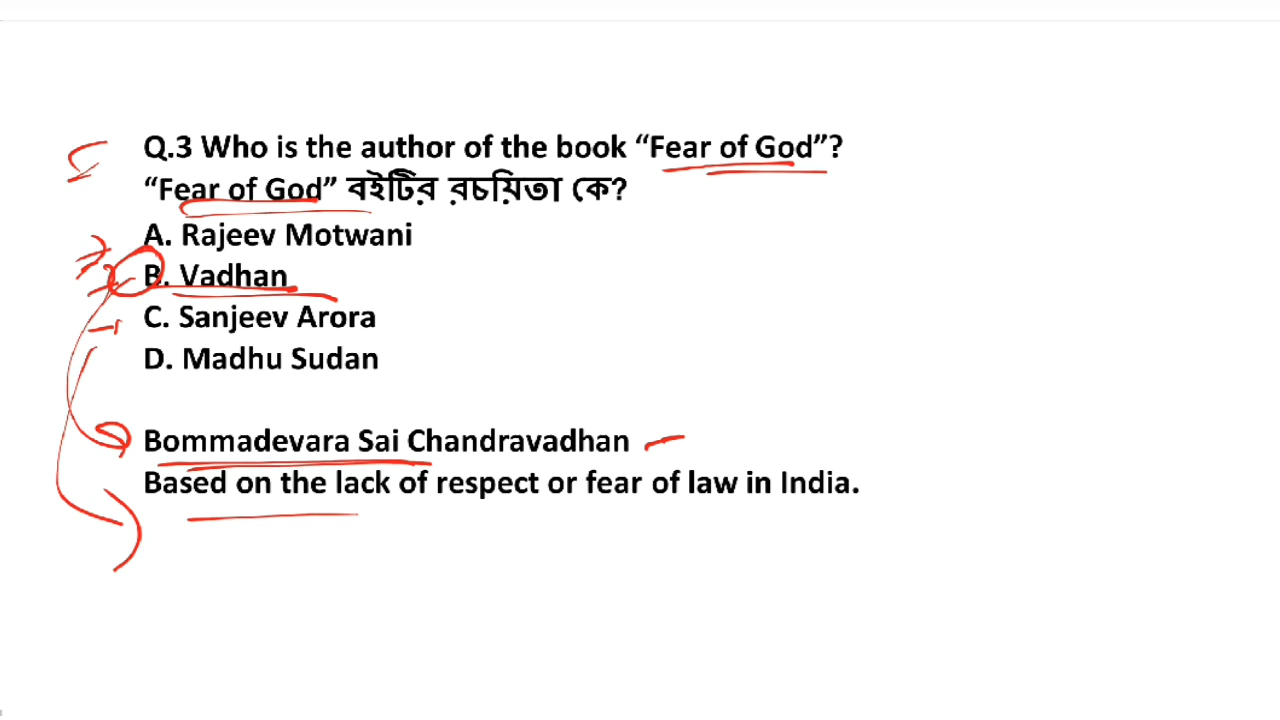 Q.3 Who is the author of the book “Fear of God”?
“Fear of God” বইটির রচয়িতা কে?
A. Rajeev Motwani
B. Vadhan
C. Sanjeev Arora
D. Madhu Sudan
Bommadevara Sai Chandravadhan
Based on the lack of respect or fear of law in India.